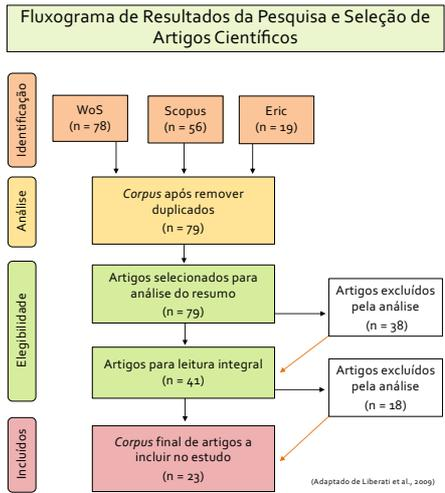 Fluxograma de Resultados da Pesquisa e Seleção de
Artigos Científicos
Identificação
WoS
(n = 78)
Scopus
(n = 56)
Eric
(n = 19)
Análise
Corpus após remover
duplicados
(n = 79)
Elegibilidade
Artigos selecionados para
análise do resumo
(n = 79)
Artigos excluídos
pela análise
(n = 38)
Artigos para leitura integral
(n = 41)
Artigos excluídos
pela análise
(n = 18)
Incluídos
Corpus final de artigos a
incluir no estudo
(n = 23)
(Adaptado de Liberati et al., 2009)